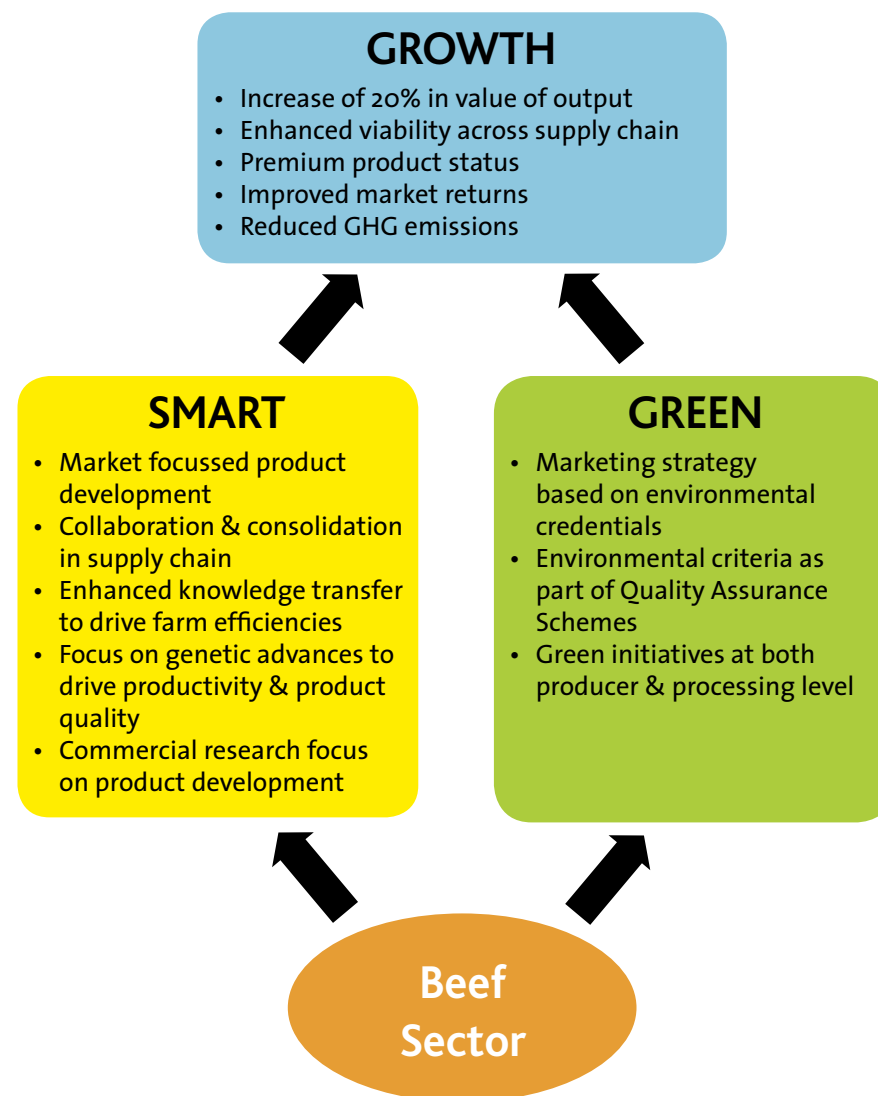 GROWTH
• Increase of 20% in value of output
• Enhanced viability across supply chain
• Premium product status
• Improved market returns
• Reduced GHG emissions
SMART
• Market focussed product
development
• Collaboration & consolidation
in supply chain
• Enhanced knowledge transfer
to drive farm efficiencies
• Focus on genetic advances to
drive productivity & product
quality
• Commercial research focus
on product development
GREEN
• Marketing strategy
based on environmental
credentials
• Environmental criteria as
part of Quality Assurance
Schemes
• Green initiatives at both
producer & processing level
Beef
Sector